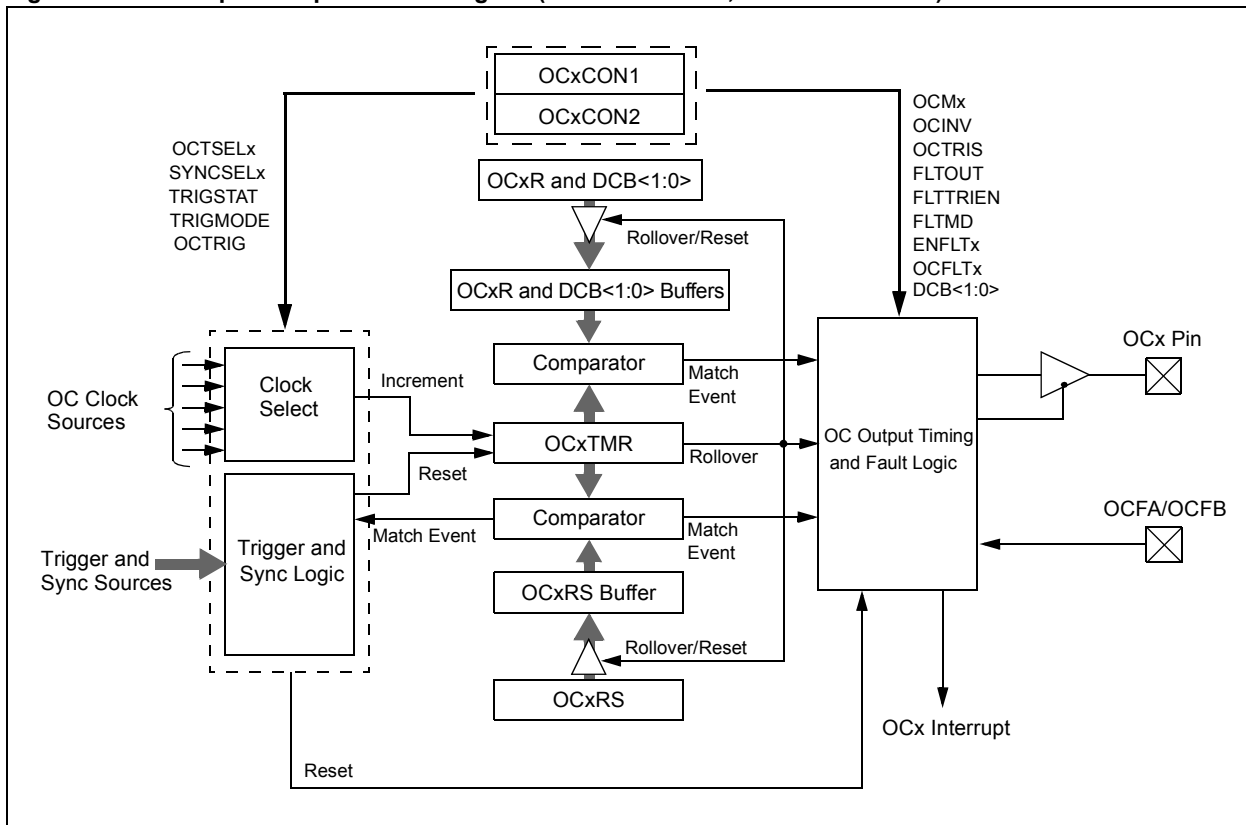 OCxCON1
OCxCON2
OCTSELx
SYNCSELx
TRIGSTAT
TRIGMODE
OCTRIG
OCMx
OCINV
OCTRIS
FLTOUT
FLTTRIEN
FLTMD
ENFLTx
OCFLTx
DCB<1:0>
OCxR and DCB<1:0>
Rollover/Reset
OCxR and DCB<1:0> Buffers
OC Clock
Sources
Clock
Select
Increment
Comparator
Match
Event
OCxTMR
Rollover
Reset
Comparator
Match Event
Match
Event
Trigger and
Sync Sources
Trigger and
Sync Logic
OCxRS Buffer
Rollover/Reset
OCxRS
OC Output Timing
and Fault Logic
OCx Pin
OCFA/OCFB
OCx Interrupt
Reset